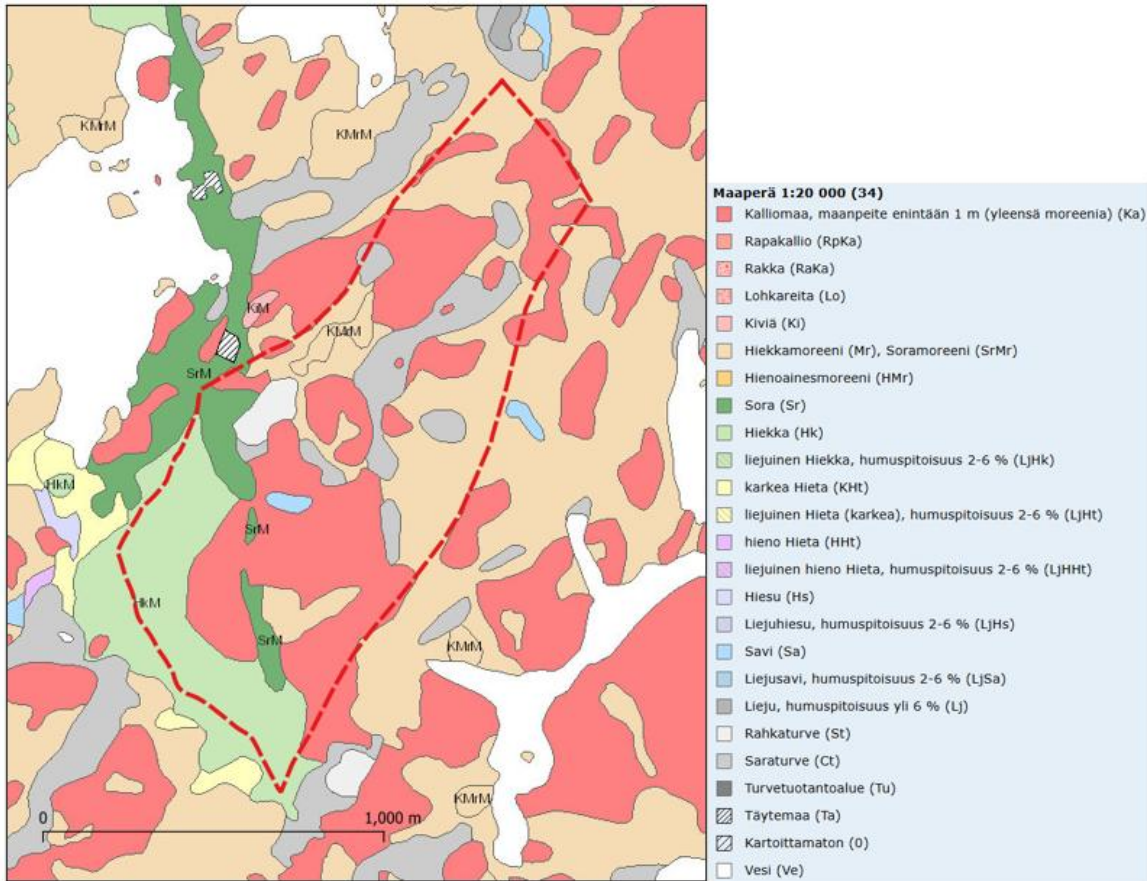 KMrM
KMrM
KiM
KMrM
SrM
HkM
SrM
HkM
SrM
KMrM
KMrM
0
1,000 m
Maaperä 1:20 000 (34)
Kalliomaa, maanpeite enintään 1 m (yleensä moreenia) (Ka)
Rapakallio (RpKa)
Rakka (RaKa)
Lohkareita (Lo)
Kiviä (Ki)
Hiekkamoreeni (Mr), Soramoreeni (SrMr)
Hienoainesmoreeni (HMr)
Sora (Sr)
Hiekka (Hk)
liejuinen Hiekka, humuspitoisuus 2-6 % (LjHk)
karkea Hieta (KHt)
liejuinen Hieta (karkea), humuspitoisuus 2-6 % (LjHt)
hieno Hieta (HHt)
liejuinen hieno Hieta, humuspitoisuus 2-6 % (LjHHt)
Hiesu (Hs)
Liejuhiesu, humuspitoisuus 2-6 % (LjHs)
Savi (Sa)
Liejusavi, humuspitoisuus 2-6 % (LjSa)
Lieju, humuspitoisuus yli 6 % (Lj)
Rahkaturve (St)
Saraturve (Ct)
Turvetuotantoalue (Tu)
Täytemaa (Ta)
Kartoittamaton (0)
Vesi (Ve)